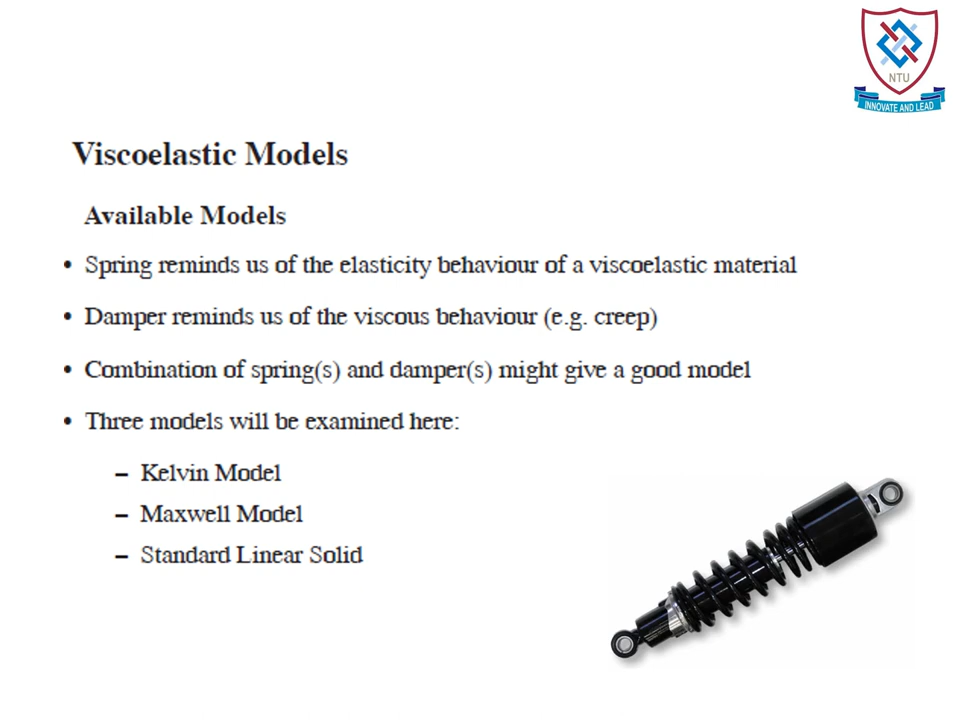 NTU
INNOVATE AND LEAD
Viscoelastic Models
Available Models
• Spring reminds us of the elasticity behaviour of a viscoelastic material
• Damper reminds us of the viscous behaviour (e.g. creep)
• Combination of spring(s) and damper(s) might give a good model
• Three models will be examined here:
– Kelvin Model
– Maxwell Model
– Standard Linear Solid